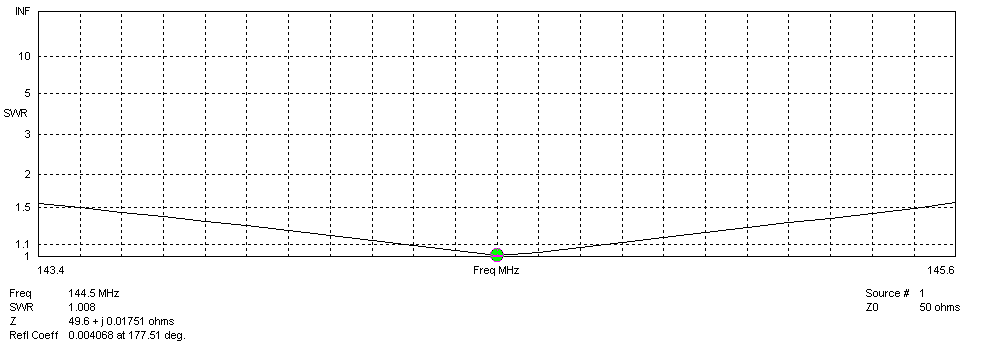 INF
10
5
SWR
3
2
1.5
1.1
1
143.4 Freq MHz 145.6
Freq 144.5 MHz Source # 1
SWR 1.008 Z0 50 ohms
Z 49.6 + j 0.01751 ohms
Refl Coeff 0.004068 at 177.51 deg.